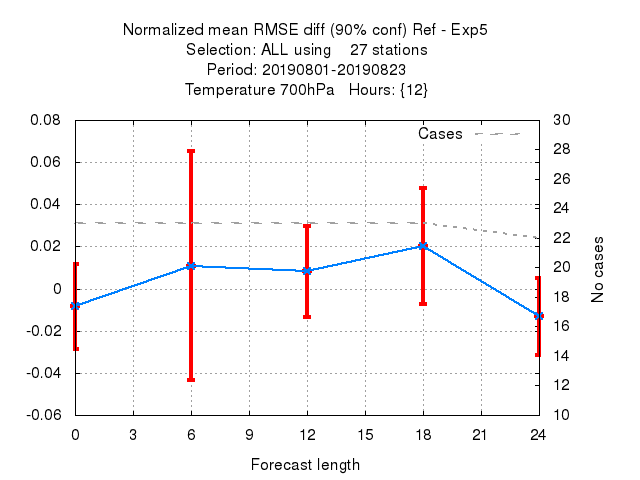 Normalized mean RMSE diff (90% conf) Ref - Exp5
Selection: ALL using 27 stations
Period: 20190801-20190823
Temperature 700hPa Hours: {12}
Cases
0.08
0.06
0.04
0.02
0
-0.02
-0.04
-0.06
30
28
26
24
22
20
18
16
14
12
10
No cases
0 3 6 9 12 15 18 21 24
Forecast length